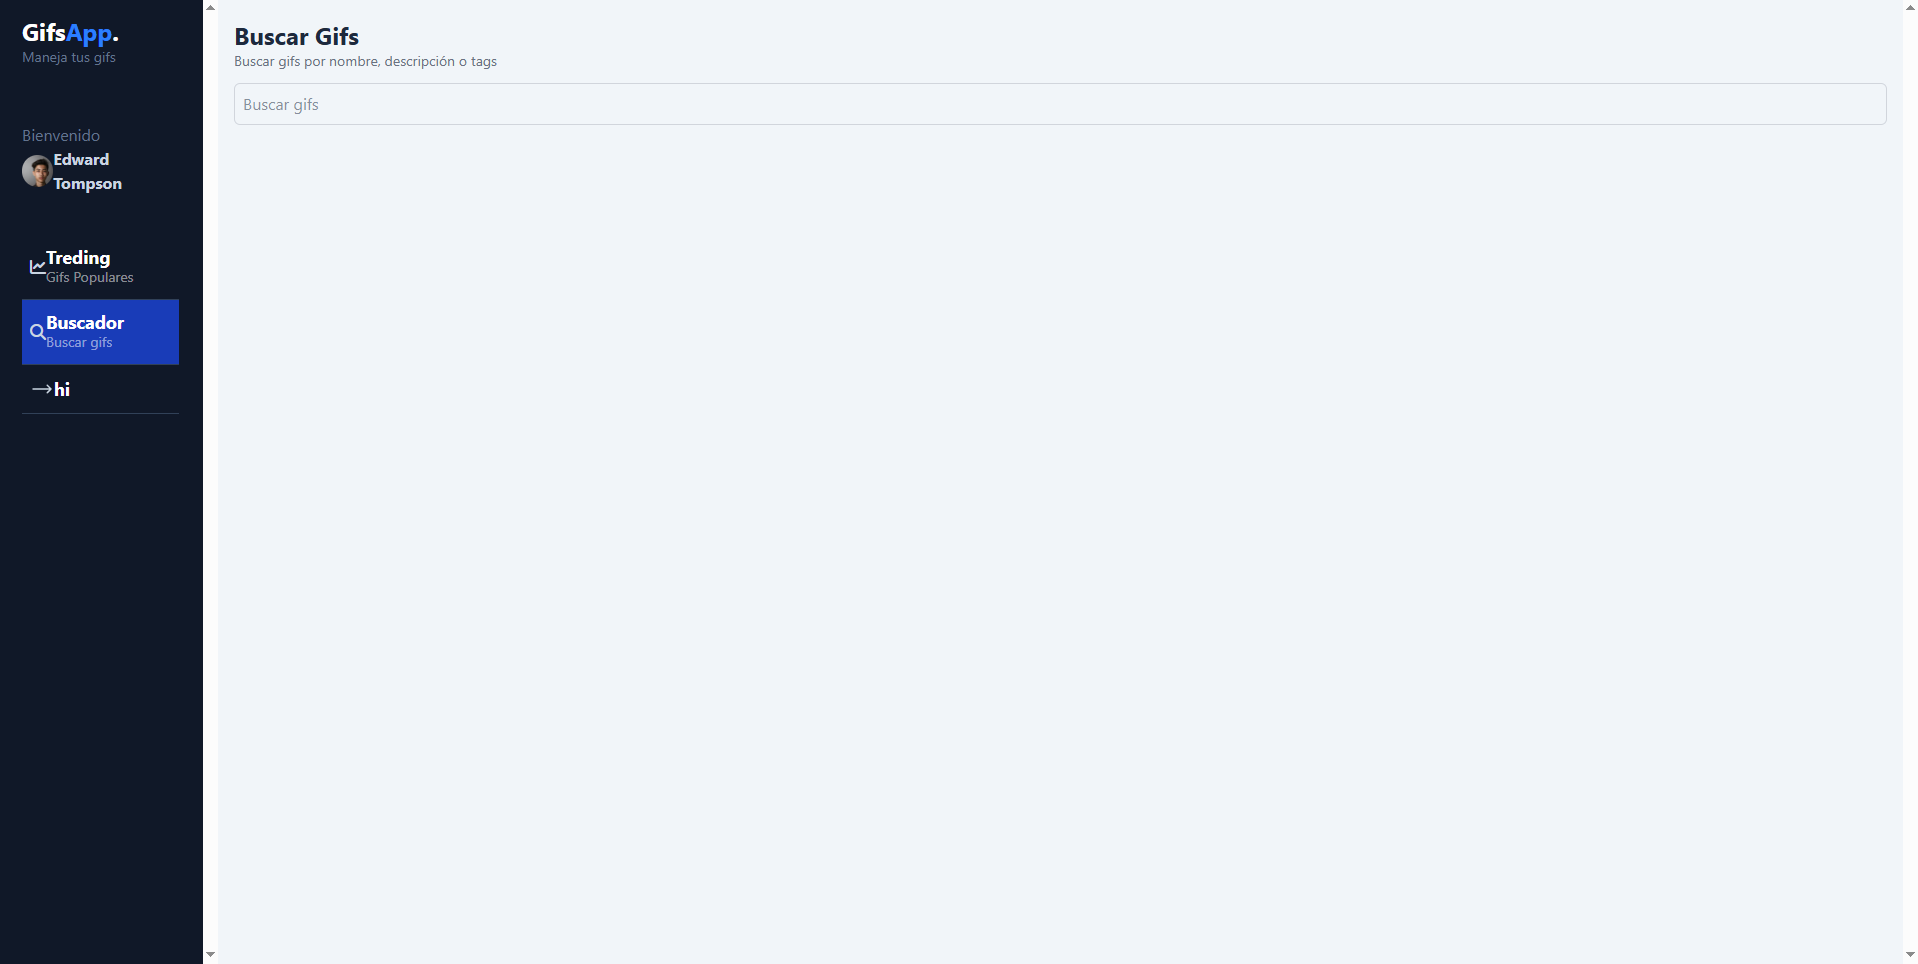 GifsApp.
Maneja tus gifs
Bienvenido
Edward
Tompson
Treding
Gifs Populares
Buscador
Buscar gifs
hi
Buscar Gifs
Buscar gifs por nombre, descripción o tags
Buscar gifs